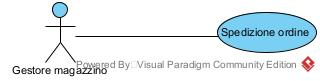 Spedizione ordine
Powered By Visual Paradigm Community Edition
Gestore magazzino